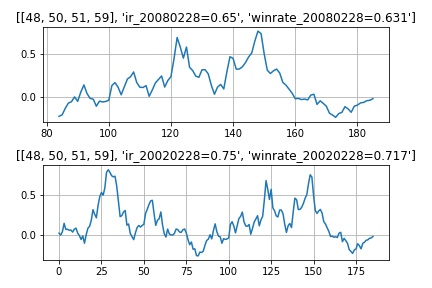 [[48, 50, 51, 59], 'ir_20080228=0.65', 'winrate_20080228=0.631']
0.5
0.0
80 100 120 140 160 180
[[48, 50, 51, 59], 'ir_20020228=0.75', 'winrate_20020228=0.717']
0.5
0.0
0 25 50 75 100 125 150 175